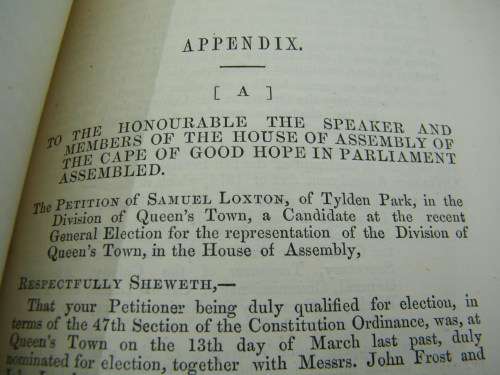 APPENDIX.
[ A ]
TO THE HONOURABLE THE SPEAKER AND
MEMBERS OF THE HOUSE OF ASSEMBLY OF
THE CAPE OF GOOD HOPE IN PARLIAMENT
ASSEMBLED.
The PETITION of SAMUEL LOXTON, of Tylden Park, in the
Division of Queen's Town, a Candidate at the recent
General Election for the representation of the Division of
Queen's Town, in the House of Assembly,
RESPECTFULLY SHEWETH,—
That your Petitioner being duly qualified for election, in
terms of the 47th Section of the Constitution Ordinance, was, at
Queen's Town on the 13th day of March last past, duly
nominated for election, together with Messrs. John Frost and